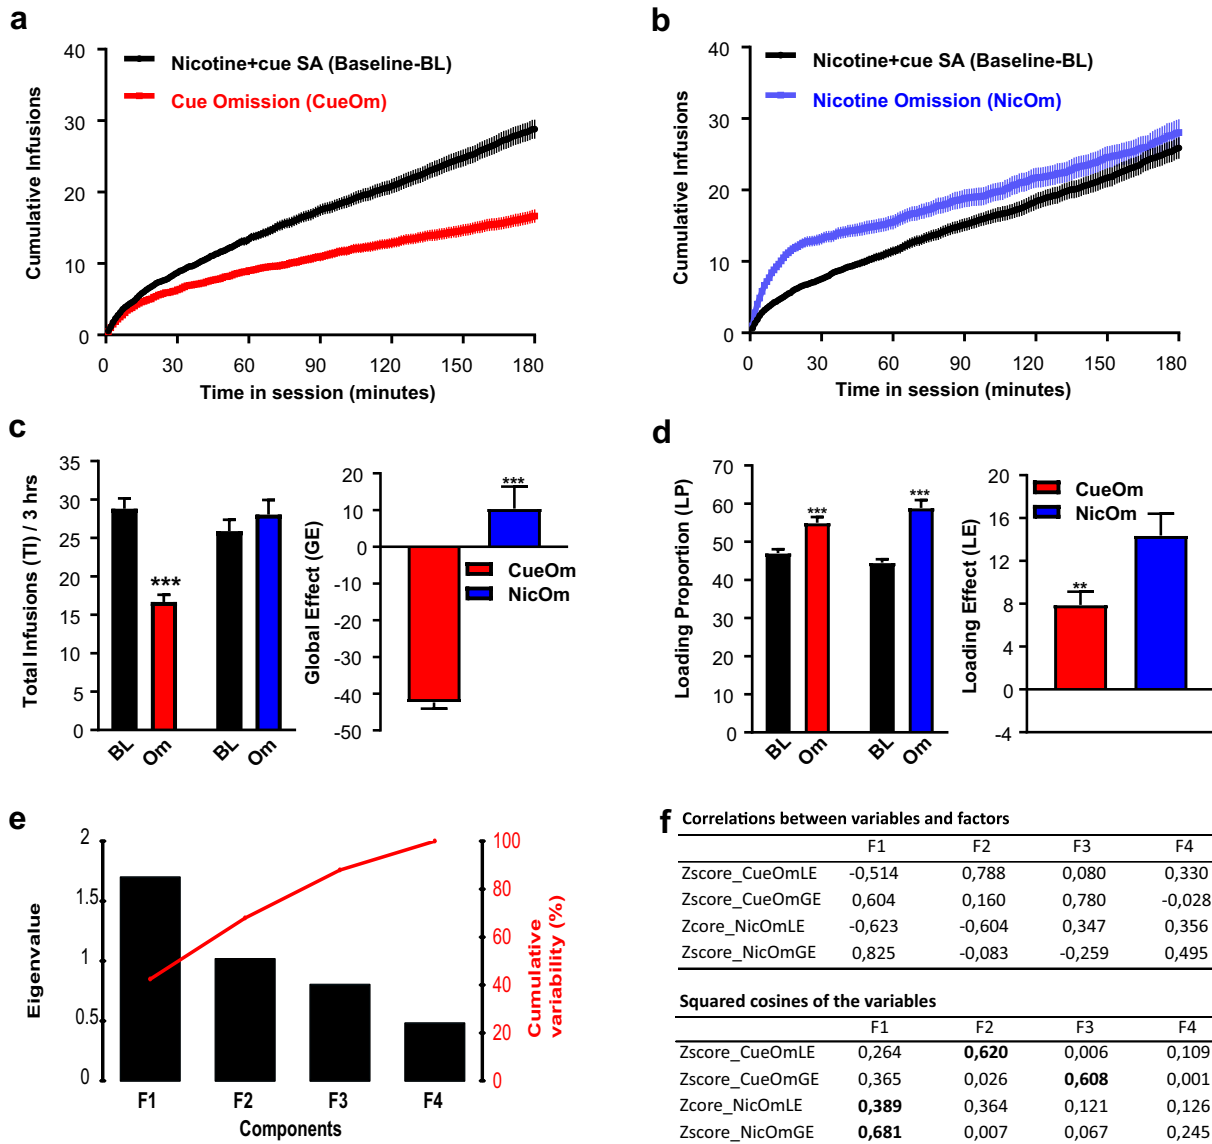 a
Nicotine+cue SA (Baseline-BL)
Cue Omission (CueOm)
Cumulative Infusions
40
30
20
10
0
0 30 60 90 120 150 180
Time in session (minutes)
b
Nicotine+cue SA (Baseline-BL)
Nicotine Omission (NicOm)
Cumulative Infusions
40
30
20
10
0
0 30 60 90 120 150 180
Time in session (minutes)
c
Total Infusions (TI) / 3 hrs
35
30
25
20
15
10
5
0
***
BL Om BL Om
Global Effect (GE)
20
10
0
-10
-20
-30
-40
-50
***
CueOm
NicOm
d
Loading Proportion (LP)
70
60
50
40
30
20
10
0
*** ***
BL Om BL Om
Loading Effect (LE)
20
16
12
8
4
0
-4
**
CueOm
NicOm
e
Eigenvalue
2
1.5
1
0.5
0
Cumulative
variability (%)
100
80
60
40
20
0
F1 F2 F3 F4
Components
f Correlations between variables and factors
F1 F2 F3 F4
Zscore_CueOmLE -0,514 0,788 0,080 0,330
Zscore_CueOmGE 0,604 0,160 0,780 -0,028
Zcore_NicOmLE -0,623 -0,604 0,347 0,356
Zscore_NicOmGE 0,825 -0,083 -0,259 0,495
Squared cosines of the variables
F1 F2 F3 F4
Zscore_CueOmLE 0,264 0,620 0,006 0,109
Zscore_CueOmGE 0,365 0,026 0,608 0,001
Zcore_NicOmLE 0,389 0,364 0,121 0,126
Zscore_NicOmGE 0,681 0,007 0,067 0,245